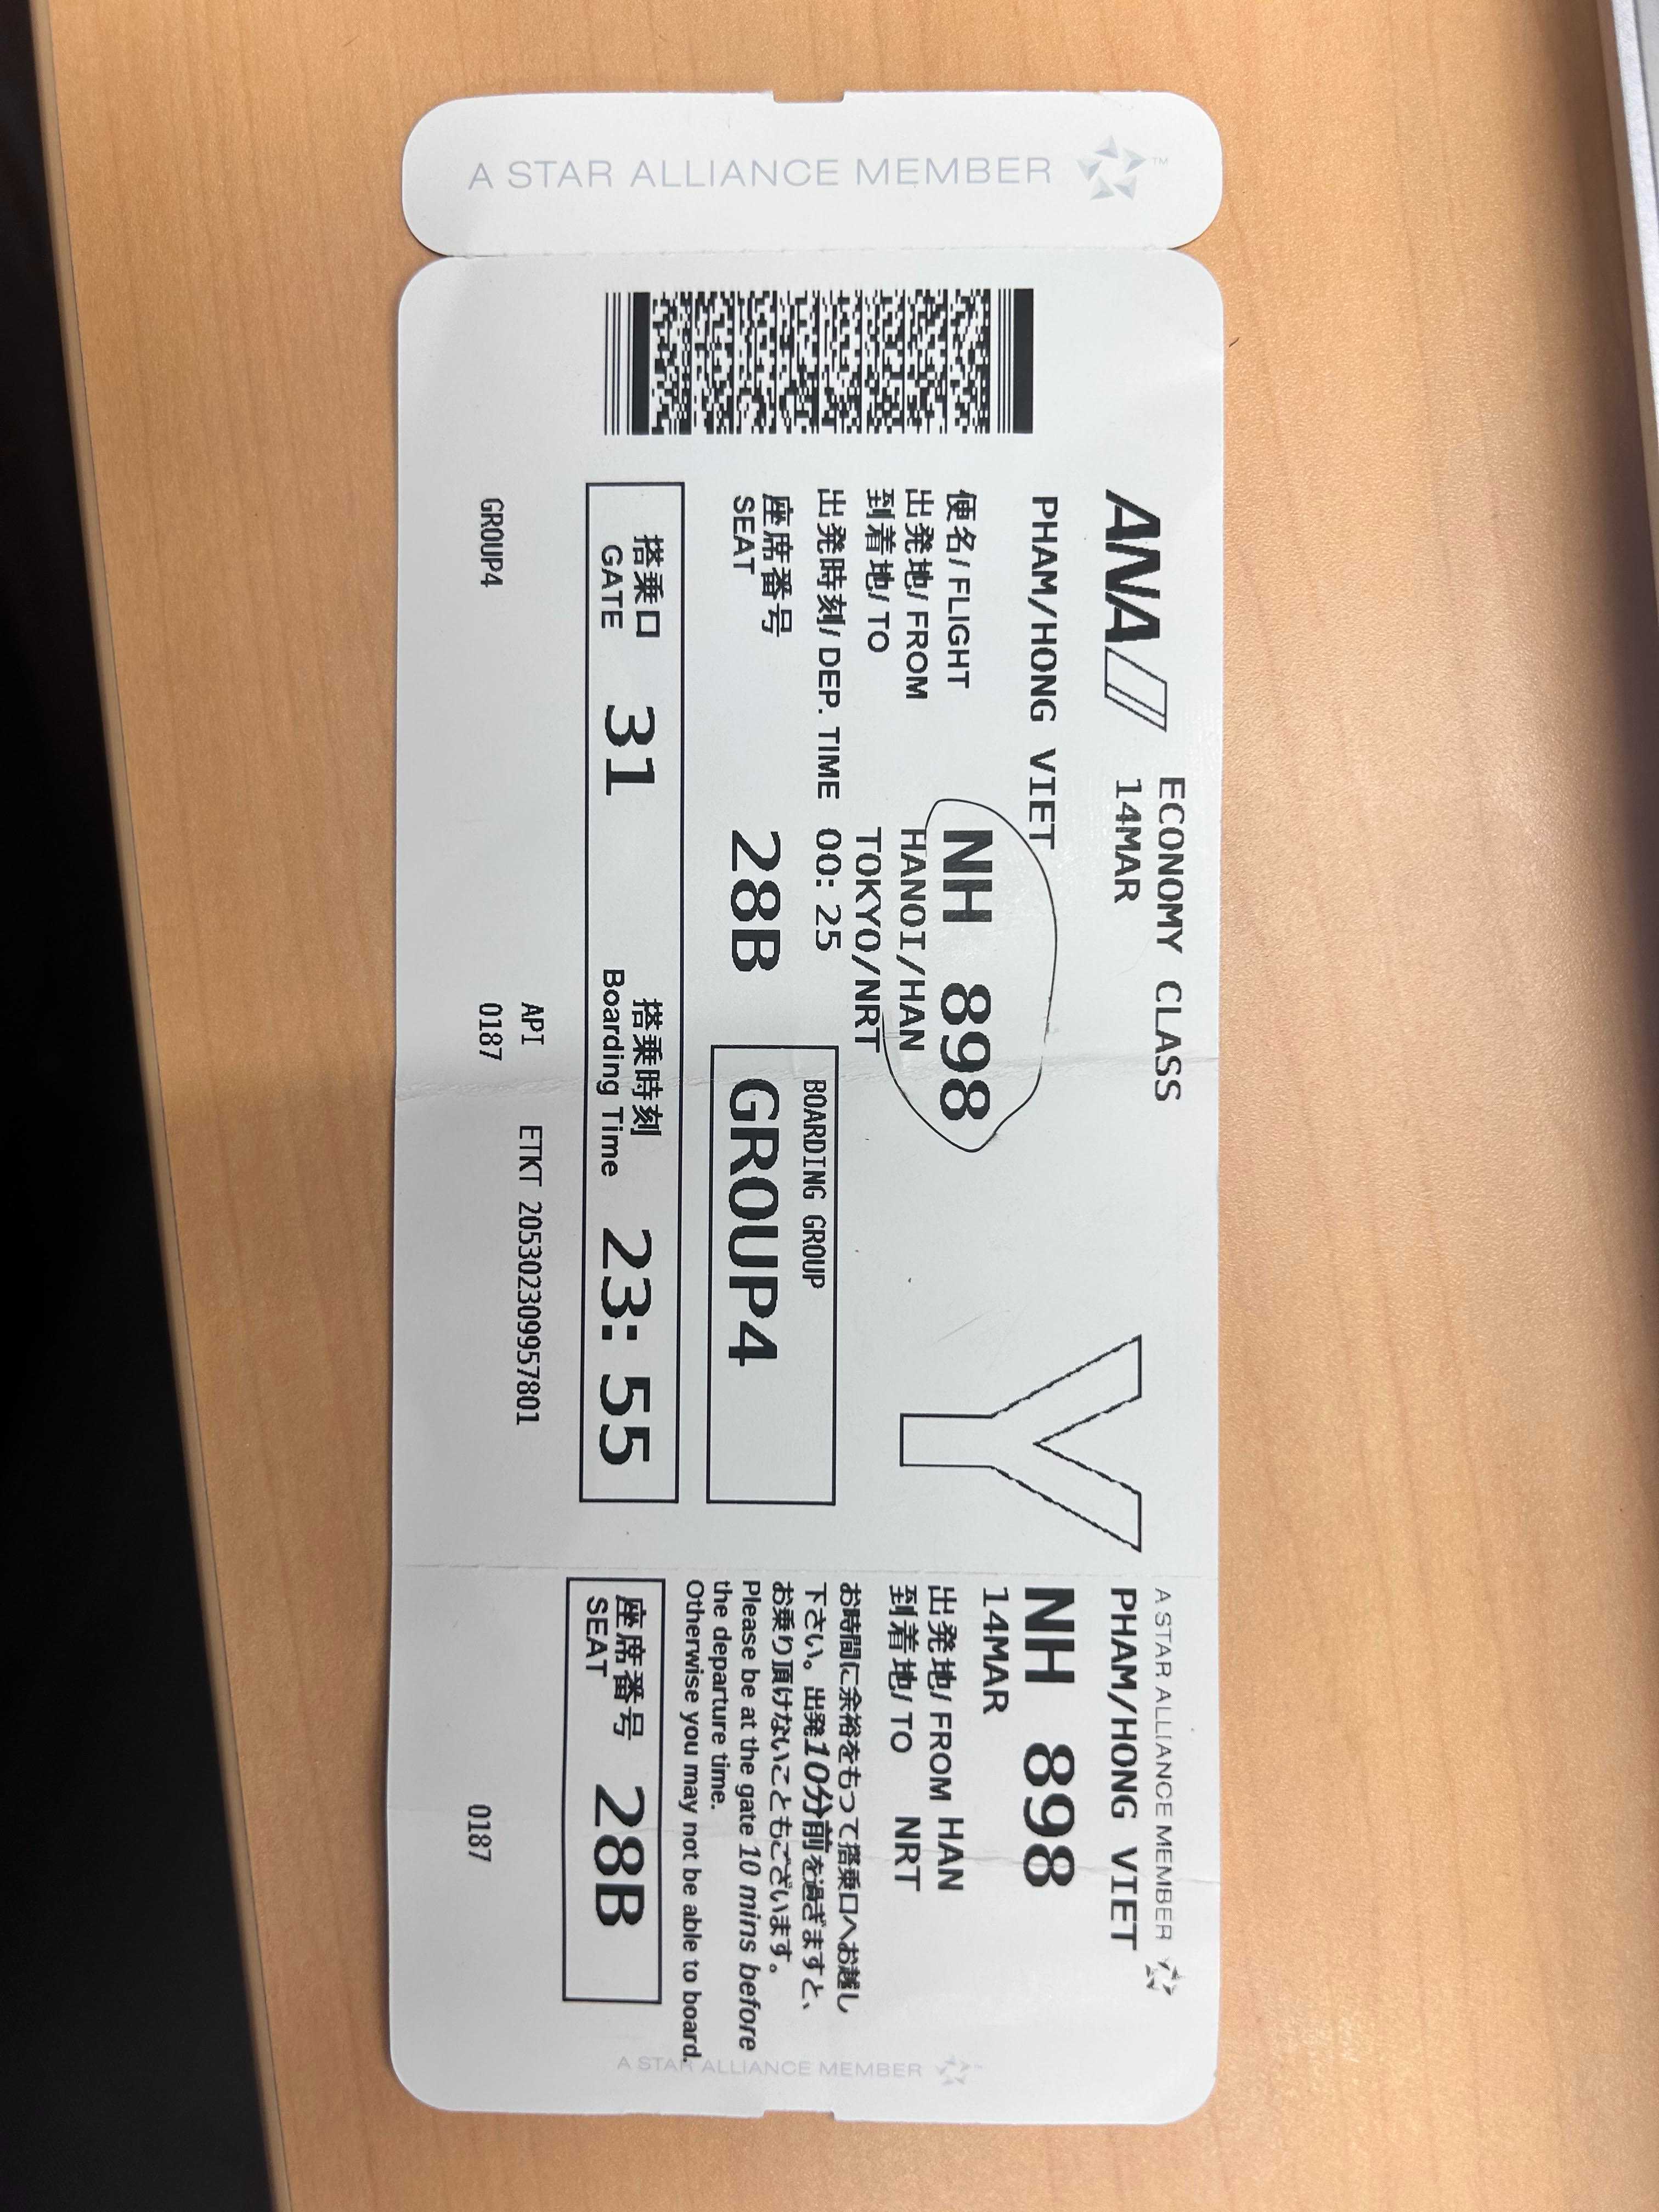 A STAR ALLIANCE MEMBER ™
ANA
ECONOMY CLASS
14MAR
PHAM/HONG VIET
便名/ FLIGHT NH 898
出発地/ FROM HANOI/HAN
到着地/ TO TOKYO/NRT
出発時刻/ DEP. TIME 00:25
座席番号
SEAT 28B
BOARDING GROUP
GROUP4
搭乗口
GATE 31
搭乗時刻
Boarding Time 23:55
API ETKT 205302309957801
GROUP4 0187
Y
A STAR ALLIANCE MEMBER
PHAM/HONG VIET
NH 898
14MAR
出発地/ FROM HAN
到着地/ TO NRT
お時間に余裕をもって搭乗口へお越し
下さい。出発10分前を過ぎますと、
お乗り頂けないこともございます。
Please be at the gate 10 mins before
the departure time.
Otherwise you may not be able to board.
座席番号
SEAT 28B
0187
A STAR ALLIANCE MEMBER